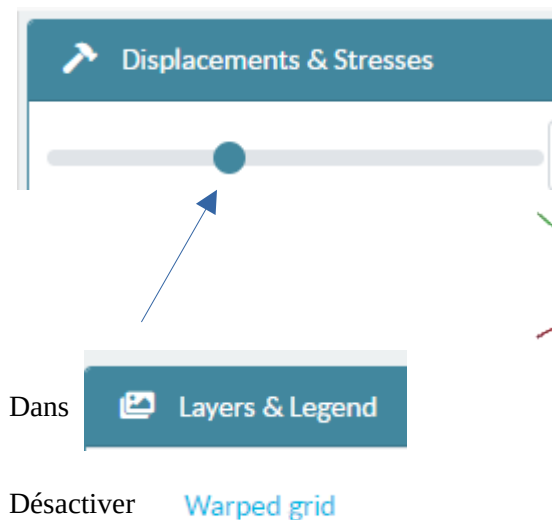 Displacements & Stresses
Dans Layers & Legend
Désactiver Warped grid